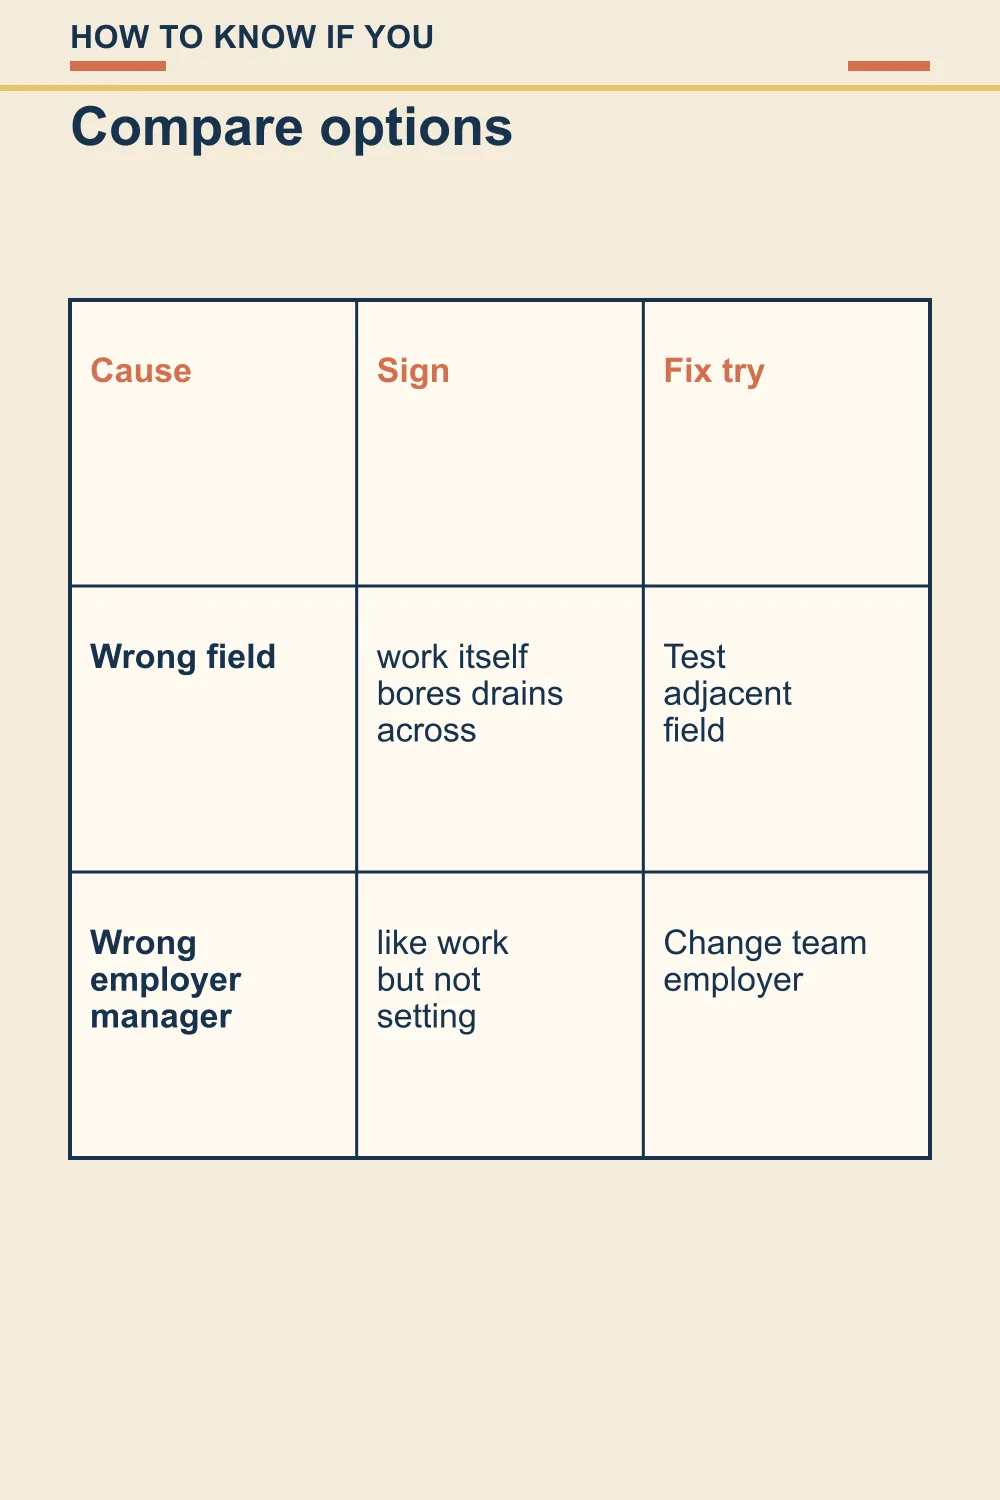 HOW TO KNOW IF YOU
Compare options
Cause
Sign
Fix try
Wrong field
work itself
bores drains
across
Test
adjacent
field
Wrong
employer
manager
like work
but not
setting
Change team
employer